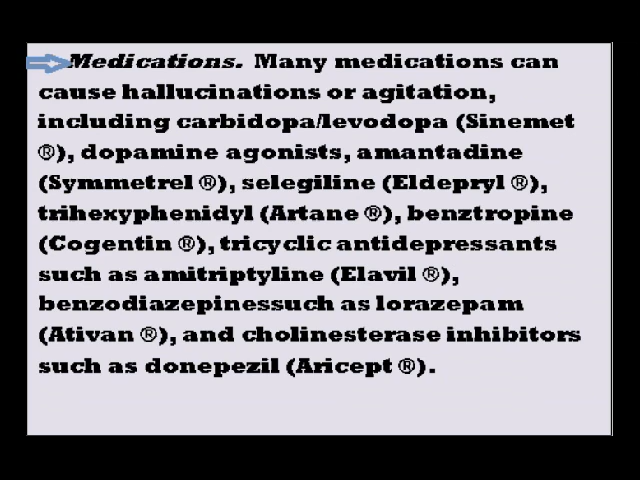 Medications. Many medications can
cause hallucinations or agitation,
including carbidopa/levodopa (Sinemet
®), dopamine agonists, amantadine
(Symmetrel ®), selegiline (Eldepryl ®),
trihexyphenidyl (Artane ®), benztropine
(Cogentin ®), tricyclic antidepressants
such as amitriptyline (Elavil ®),
benzodiazepinessuch as lorazepam
(Ativan ®), and cholinesterase inhibitors
such as donepezil (Aricept ®).